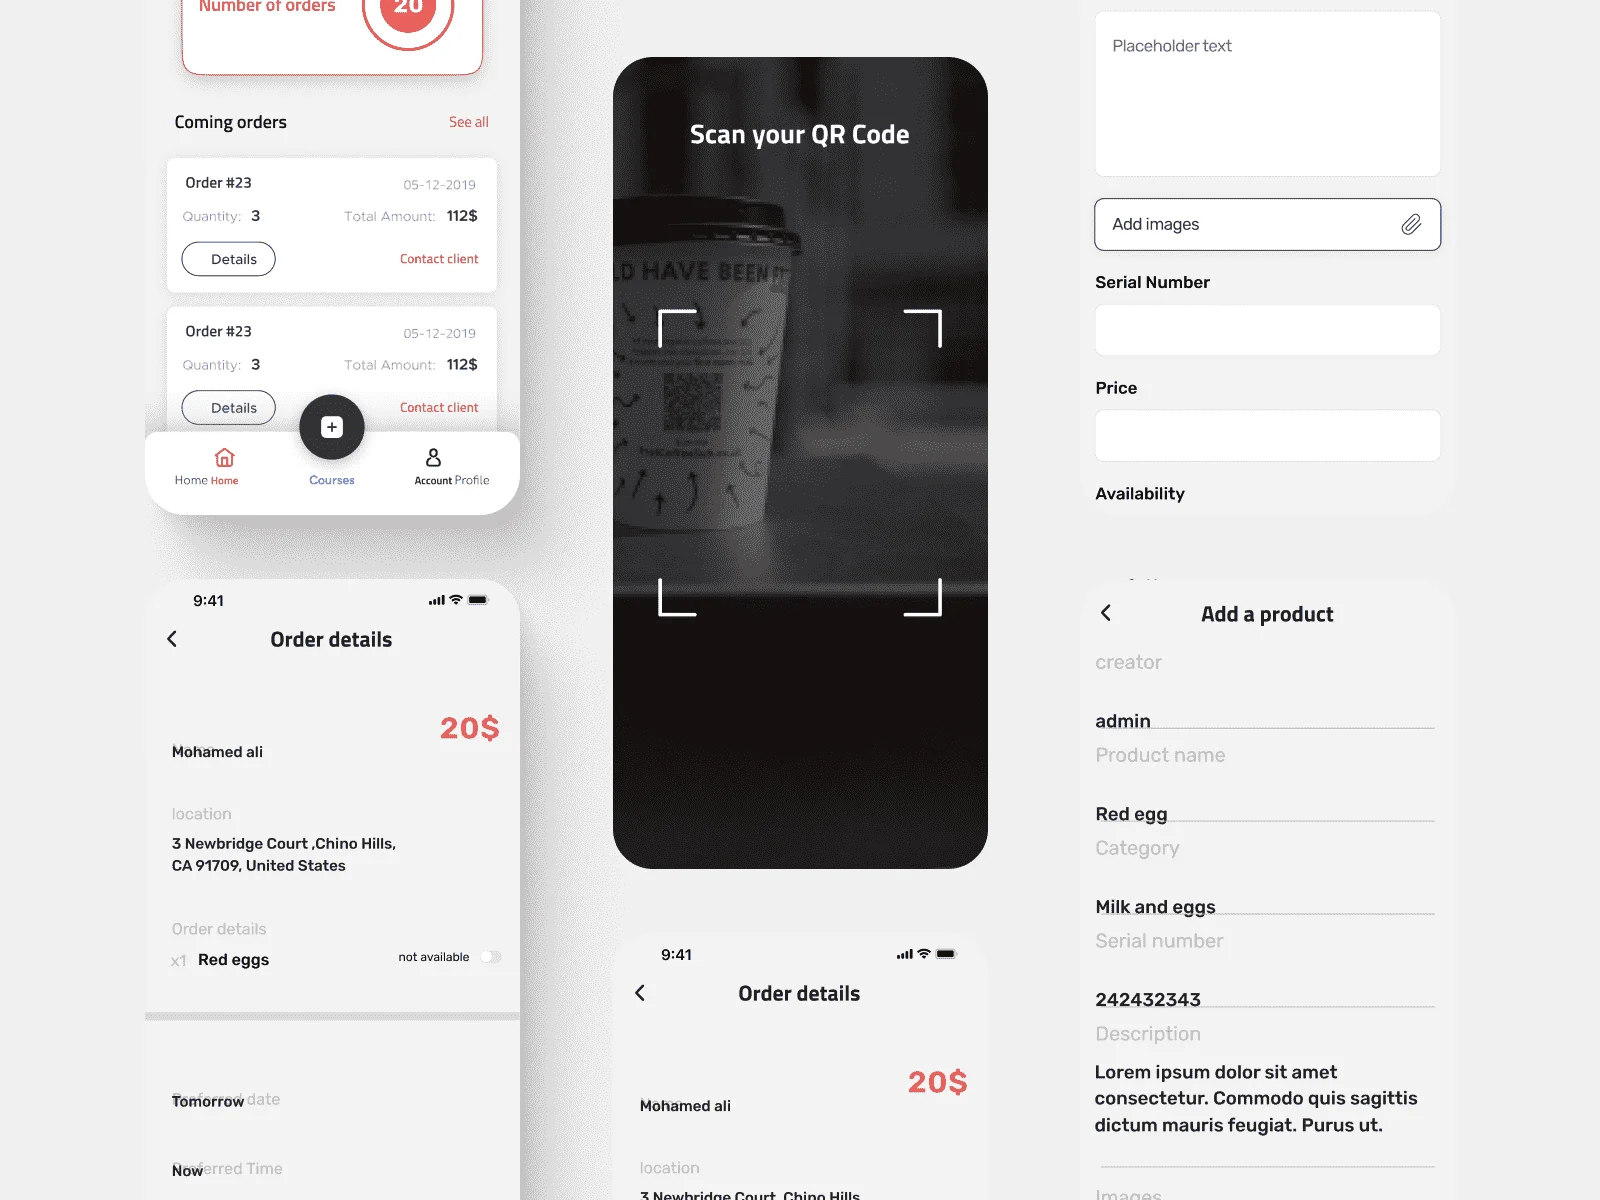 Number of orders
20
Coming orders
See all
Order #23
05-12-2019
Quantity: 3
Total Amount: 112$
Details
Contact client
Order #23
05-12-2019
Quantity: 3
Total Amount: 112$
Details
Contact client
Home Home
Courses
Account Profile
9:41
Order details
20$
Mohamed ali
location
3 Newbridge Court ,Chino Hills,
CA 91709, United States
Order details
x1 Red eggs
not available
Preferred date
Tomorrow
Preferred Time
Now
Scan your QR Code
LD HAVE BEEN
9:41
Order details
20$
Mohamed ali
location
3 Newbridge Court ,Chino Hills,
Placeholder text
Add images
Serial Number
Price
Availability
Add a product
creator
admin
Product name
Red egg
Category
Milk and eggs
Serial number
242432343
Description
Lorem ipsum dolor sit amet
consectetur. Commodo quis sagittis
dictum mauris feugiat. Purus ut.
Images